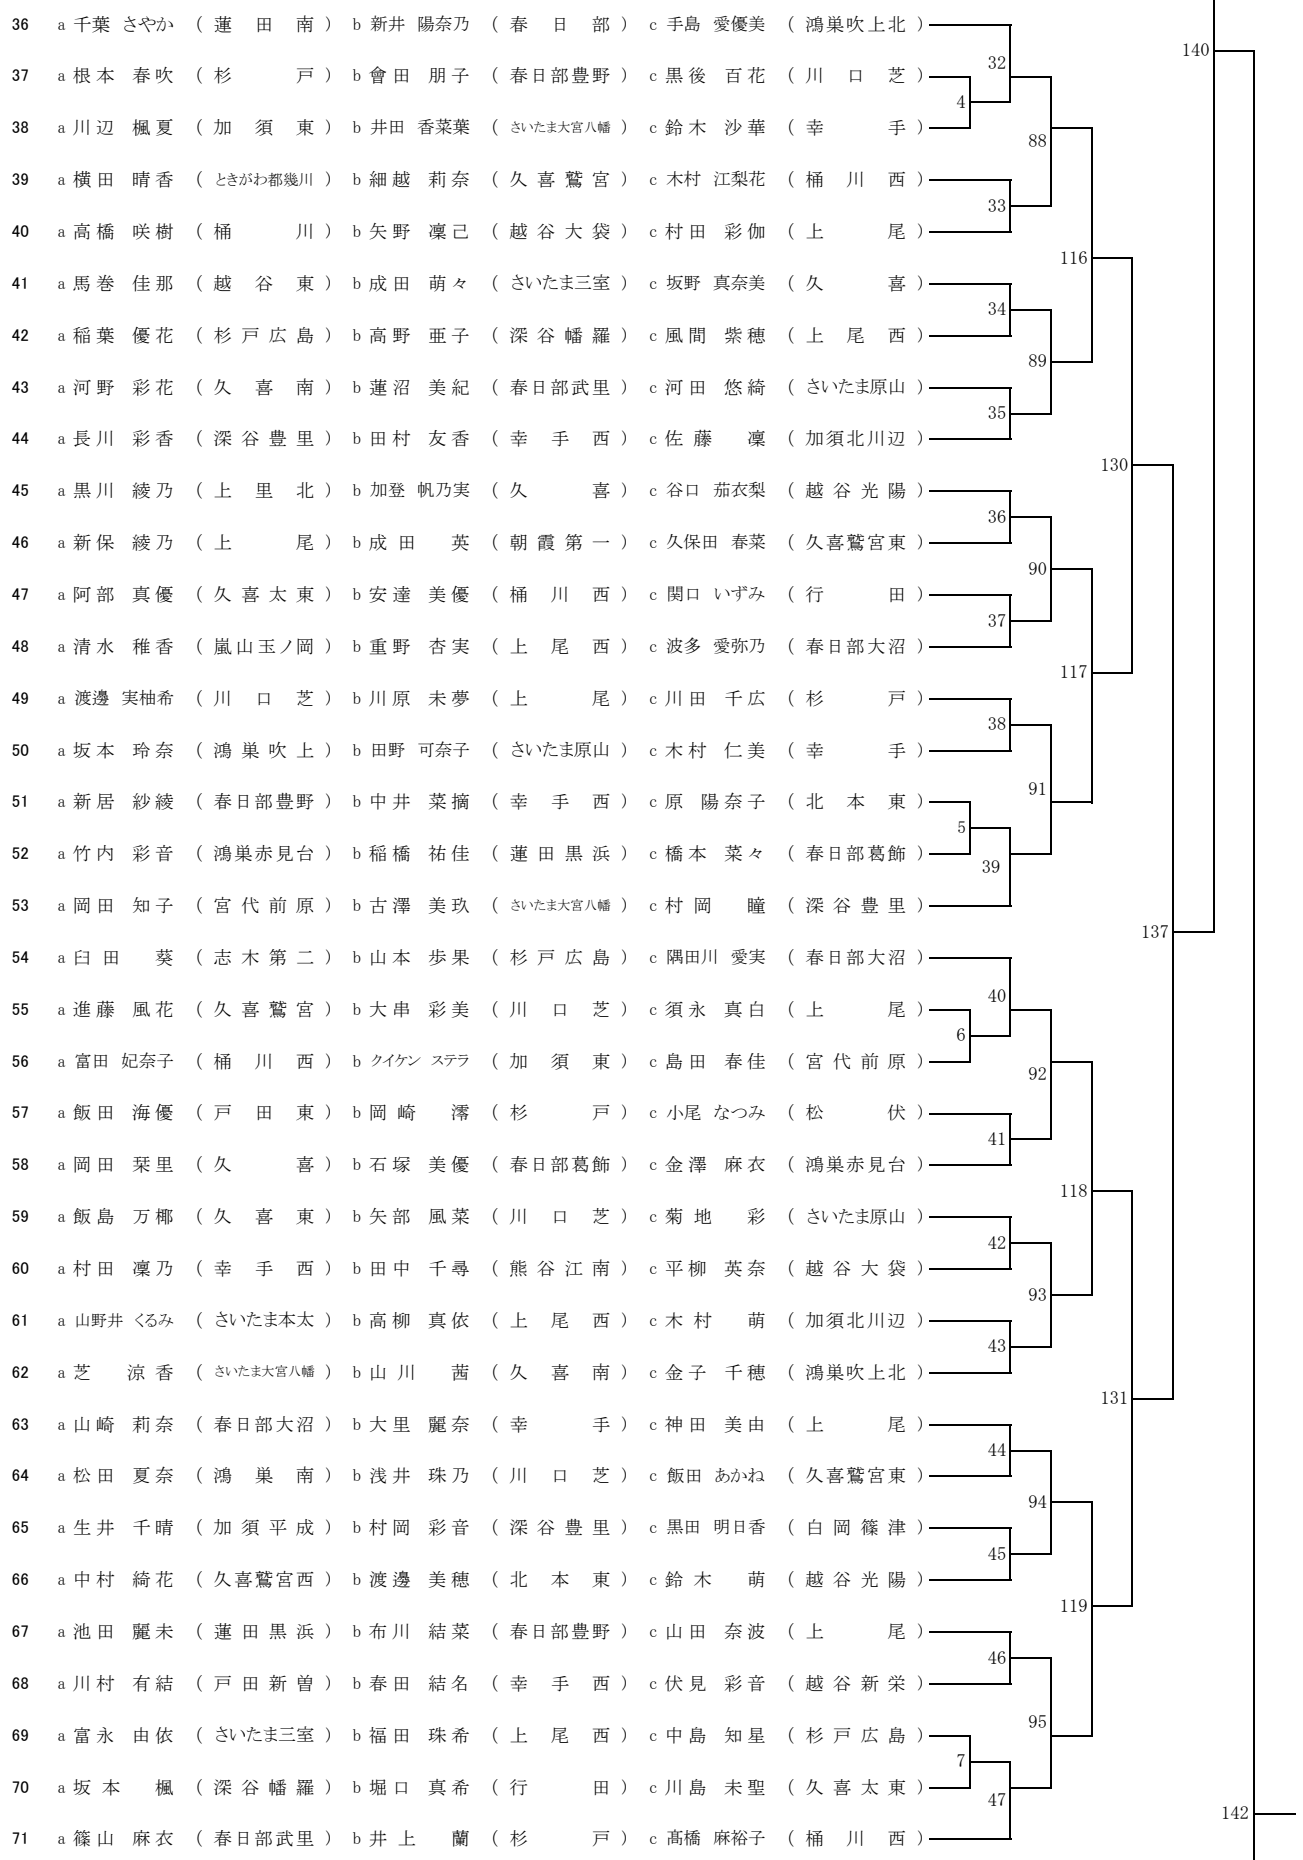 36 a 千葉 さやか ( 蓮田南 ) b 新井 陽奈乃 ( 春日部 ) c 手島 愛優美 ( 鴻巣吹上北 )
140
32
37 a 根本 春吹 ( 杉戸 ) b 會田 朋子 ( 春日部豊野 ) c 黒後 百花 ( 川口芝 )
4
38 a 川辺 楓夏 ( 加須東 ) b 井田 香菜葉 ( さいたま大宮八幡 ) c 鈴木 沙華 ( 幸手 )
88
39 a 横田 晴香 ( ときがわ都幾川 ) b 細越 莉奈 ( 久喜鷲宮 ) c 木村 江梨花 ( 桶川西 )
33
40 a 高橋 咲樹 ( 桶川 ) b 矢野 凜己 ( 越谷大袋 ) c 村田 彩伽 ( 上尾 )
116
41 a 馬巻 佳那 ( 越谷東 ) b 成田 萌々 ( さいたま三室 ) c 坂野 真奈美 ( 久喜 )
34
42 a 稲葉 優花 ( 杉戸広島 ) b 高野 亜子 ( 深谷幡羅 ) c 風間 紫穂 ( 上尾西 )
89
43 a 河野 彩花 ( 久喜南 ) b 蓮沼 美紀 ( 春日部武里 ) c 河田 悠綺 ( さいたま原山 )
35
44 a 長川 彩香 ( 深谷豊里 ) b 田村 友香 ( 幸手西 ) c 佐藤 凜 ( 加須北川辺 )
130
45 a 黒川 綾乃 ( 上里北 ) b 加登 帆乃実 ( 久喜 ) c 谷口 茄衣梨 ( 越谷光陽 )
36
46 a 新保 綾乃 ( 上尾 ) b 成田 英 ( 朝霞第一 ) c 久保田 春菜 ( 久喜鷲宮東 )
90
47 a 阿部 真優 ( 久喜太東 ) b 安達 美優 ( 桶川西 ) c 関口 いずみ ( 行田 )
37
48 a 清水 稚香 ( 嵐山玉ノ岡 ) b 重野 杏実 ( 上尾西 ) c 波多 愛弥乃 ( 春日部大沼 )
117
49 a 渡邊 実柚希 ( 川口芝 ) b 川原 未夢 ( 上尾 ) c 川田 千広 ( 杉戸 )
38
50 a 坂本 玲奈 ( 鴻巣吹上 ) b 田野 可奈子 ( さいたま原山 ) c 木村 仁美 ( 幸手 )
91
51 a 新居 紗綾 ( 春日部豊野 ) b 中井 菜摘 ( 幸手西 ) c 原 陽奈子 ( 北本東 )
5
52 a 竹内 彩音 ( 鴻巣赤見台 ) b 稲橋 祐佳 ( 蓮田黒浜 ) c 橋本 菜々 ( 春日部葛飾 )
39
53 a 岡田 知子 ( 宮代前原 ) b 古澤 美玖 ( さいたま大宮八幡 ) c 村岡 瞳 ( 深谷豊里 )
137
54 a 臼田 葵 ( 志木第二 ) b 山本 歩果 ( 杉戸広島 ) c 隅田川 愛実 ( 春日部大沼 )
40
55 a 進藤 風花 ( 久喜鷲宮 ) b 大串 彩美 ( 川口芝 ) c 須永 真白 ( 上尾 )
6
56 a 富田 妃奈子 ( 桶川西 ) b クイケン ステラ ( 加須東 ) c 島田 春佳 ( 宮代前原 )
92
57 a 飯田 海優 ( 戸田東 ) b 岡崎 澪 ( 杉戸 ) c 小尾 なつみ ( 松伏 )
41
58 a 岡田 栞里 ( 久喜 ) b 石塚 美優 ( 春日部葛飾 ) c 金澤 麻衣 ( 鴻巣赤見台 )
118
59 a 飯島 万椰 ( 久喜東 ) b 矢部 風菜 ( 川口芝 ) c 菊地 彩 ( さいたま原山 )
42
60 a 村田 凜乃 ( 幸手西 ) b 田中 千尋 ( 熊谷江南 ) c 平柳 英奈 ( 越谷大袋 )
93
61 a 山野井 くるみ ( さいたま本太 ) b 高柳 真依 ( 上尾西 ) c 木村 萌 ( 加須北川辺 )
43
62 a 芝 涼香 ( さいたま大宮八幡 ) b 山川 茜 ( 久喜南 ) c 金子 千穂 ( 鴻巣吹上北 )
131
63 a 山崎 莉奈 ( 春日部大沼 ) b 大里 麗奈 ( 幸手 ) c 神田 美由 ( 上尾 )
44
64 a 松田 夏奈 ( 鴻巣南 ) b 浅井 珠乃 ( 川口芝 ) c 飯田 あかね ( 久喜鷲宮東 )
94
65 a 生井 千晴 ( 加須平成 ) b 村岡 彩音 ( 深谷豊里 ) c 黒田 明日香 ( 白岡篠津 )
45
66 a 中村 綺花 ( 久喜鷲宮西 ) b 渡邊 美穂 ( 北本東 ) c 鈴木 萌 ( 越谷光陽 )
119
67 a 池田 麗未 ( 蓮田黒浜 ) b 布川 結菜 ( 春日部豊野 ) c 山田 奈波 ( 上尾 )
46
68 a 川村 有結 ( 戸田新曽 ) b 春田 結名 ( 幸手西 ) c 伏見 彩音 ( 越谷新栄 )
95
69 a 富永 由依 ( さいたま三室 ) b 福田 珠希 ( 上尾西 ) c 中島 知星 ( 杉戸広島 )
7
70 a 坂本 楓 ( 深谷幡羅 ) b 堀口 真希 ( 行田 ) c 川島 未聖 ( 久喜太東 )
47
142
71 a 篠山 麻衣 ( 春日部武里 ) b 井上 蘭 ( 杉戸 ) c 髙橋 麻裕子 ( 桶川西 )